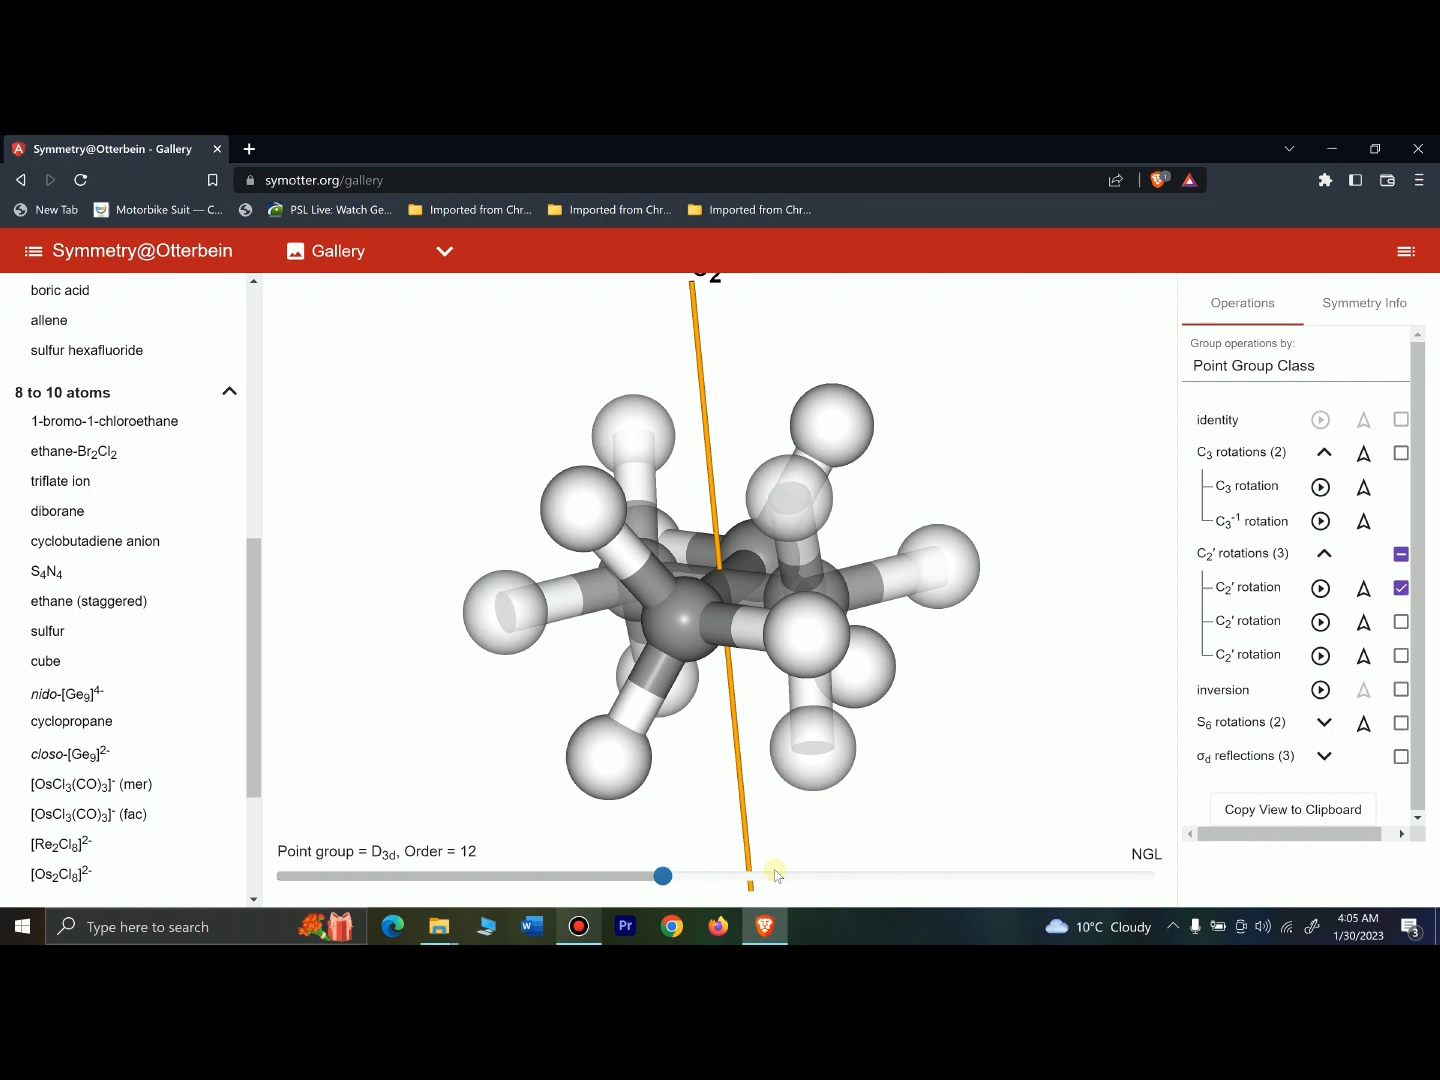 Symmetry@Otterbein - Gallery
symotter.org/gallery
New Tab
Motorbike Suit — C...
PSL Live: Watch Ge...
Imported from Chr...
Imported from Chr...
Imported from Chr...
Symmetry@Otterbein
Gallery
boric acid
allene
sulfur hexafluoride
8 to 10 atoms
1-bromo-1-chloroethane
ethane-Br₂Cl₂
triflate ion
diborane
cyclobutadiene anion
S₄N₄
ethane (staggered)
sulfur
cube
nido-[Ge₉]⁴⁻
cyclopropane
closo-[Ge₉]²⁻
[OsCl₃(CO)₃]⁻ (mer)
[OsCl₃(CO)₃]⁻ (fac)
[Re₂Cl₈]²⁻
[Os₂Cl₈]²⁻
Point group = D₃d, Order = 12
NGL
Operations
Symmetry Info
Group operations by:
Point Group Class
identity
C₃ rotations (2)
C₃ rotation
C₃⁻¹ rotation
C₂′ rotations (3)
C₂′ rotation
C₂′ rotation
C₂′ rotation
inversion
S₆ rotations (2)
σd reflections (3)
Copy View to Clipboard
Type here to search
10°C Cloudy
4:05 AM
1/30/2023
3